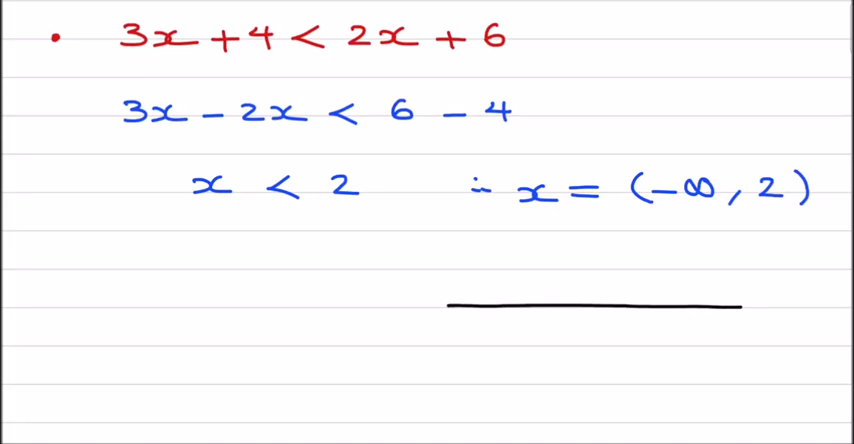 • 3x + 4 < 2x + 6
3x - 2x < 6 - 4
x < 2 ∴ x = (-∞, 2)